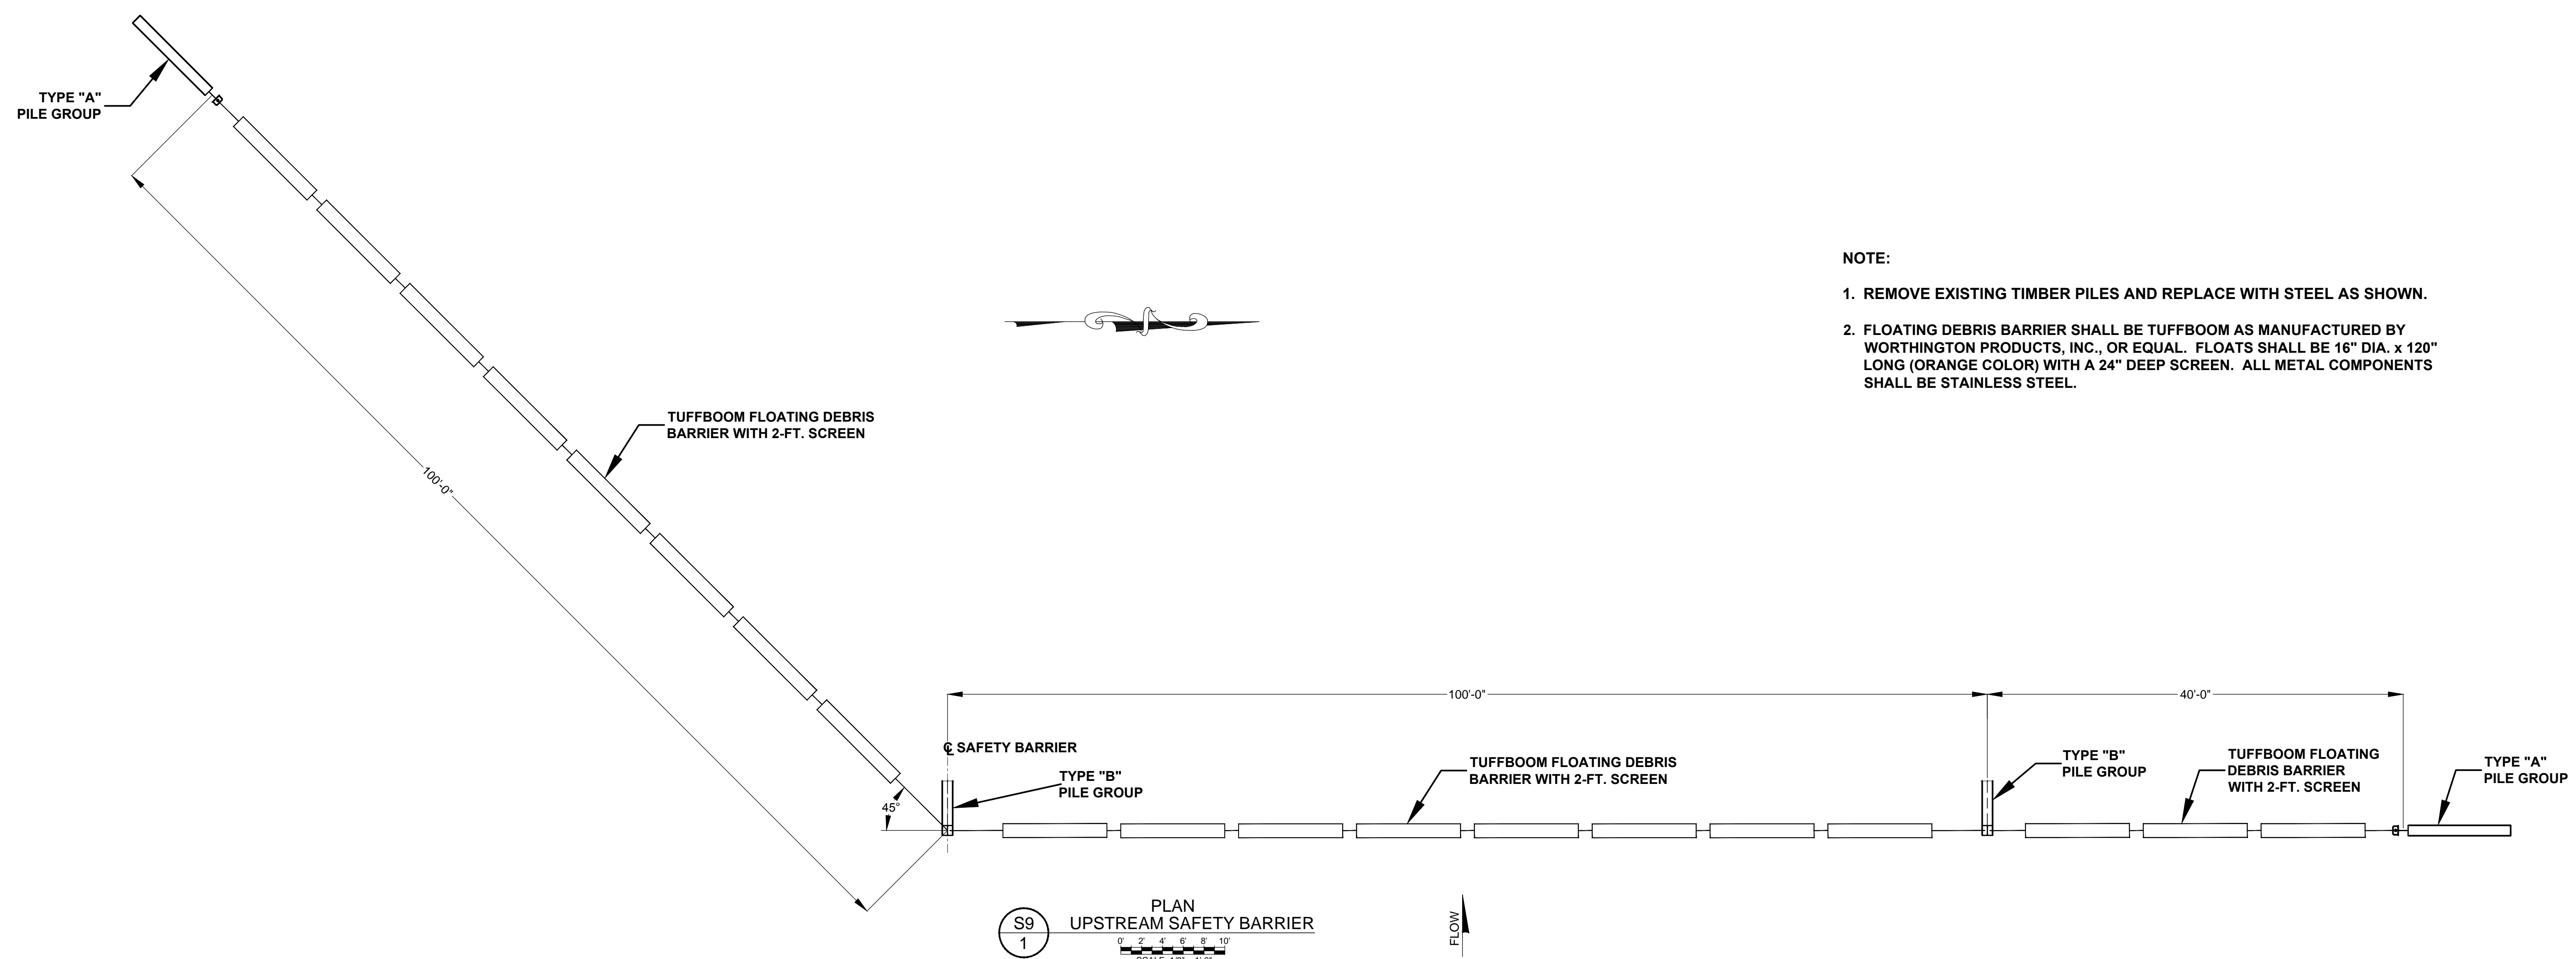 TYPE "A"
PILE GROUP
100'-0"
TUFFBOOM FLOATING DEBRIS
BARRIER WITH 2-FT. SCREEN
NOTE:
1. REMOVE EXISTING TIMBER PILES AND REPLACE WITH STEEL AS SHOWN.
2. FLOATING DEBRIS BARRIER SHALL BE TUFFBOOM AS MANUFACTURED BY
WORTHINGTON PRODUCTS, INC., OR EQUAL. FLOATS SHALL BE 16" DIA. x 120"
LONG (ORANGE COLOR) WITH A 24" DEEP SCREEN. ALL METAL COMPONENTS
SHALL BE STAINLESS STEEL.
100'-0"
40'-0"
℄ SAFETY BARRIER
TYPE "B"
PILE GROUP
45°
TUFFBOOM FLOATING DEBRIS
BARRIER WITH 2-FT. SCREEN
TYPE "B"
PILE GROUP
TUFFBOOM FLOATING
DEBRIS BARRIER
WITH 2-FT. SCREEN
TYPE "A"
PILE GROUP
S9
1
PLAN
UPSTREAM SAFETY BARRIER
0' 2' 4' 6' 8' 10'
FLOW